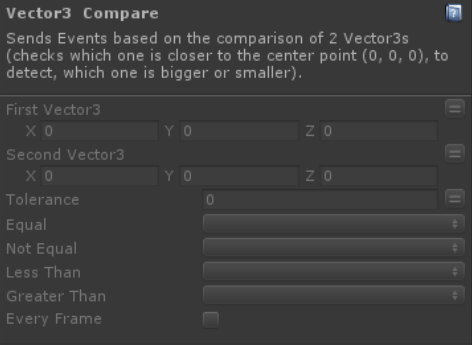 Vector3 Compare
Sends Events based on the comparison of 2 Vector3s
(checks which one is closer to the center point (0, 0, 0), to
detect, which one is bigger or smaller).
First Vector3
X 0 Y 0 Z 0
Second Vector3
X 0 Y 0 Z 0
Tolerance 0
Equal
Not Equal
Less Than
Greater Than
Every Frame